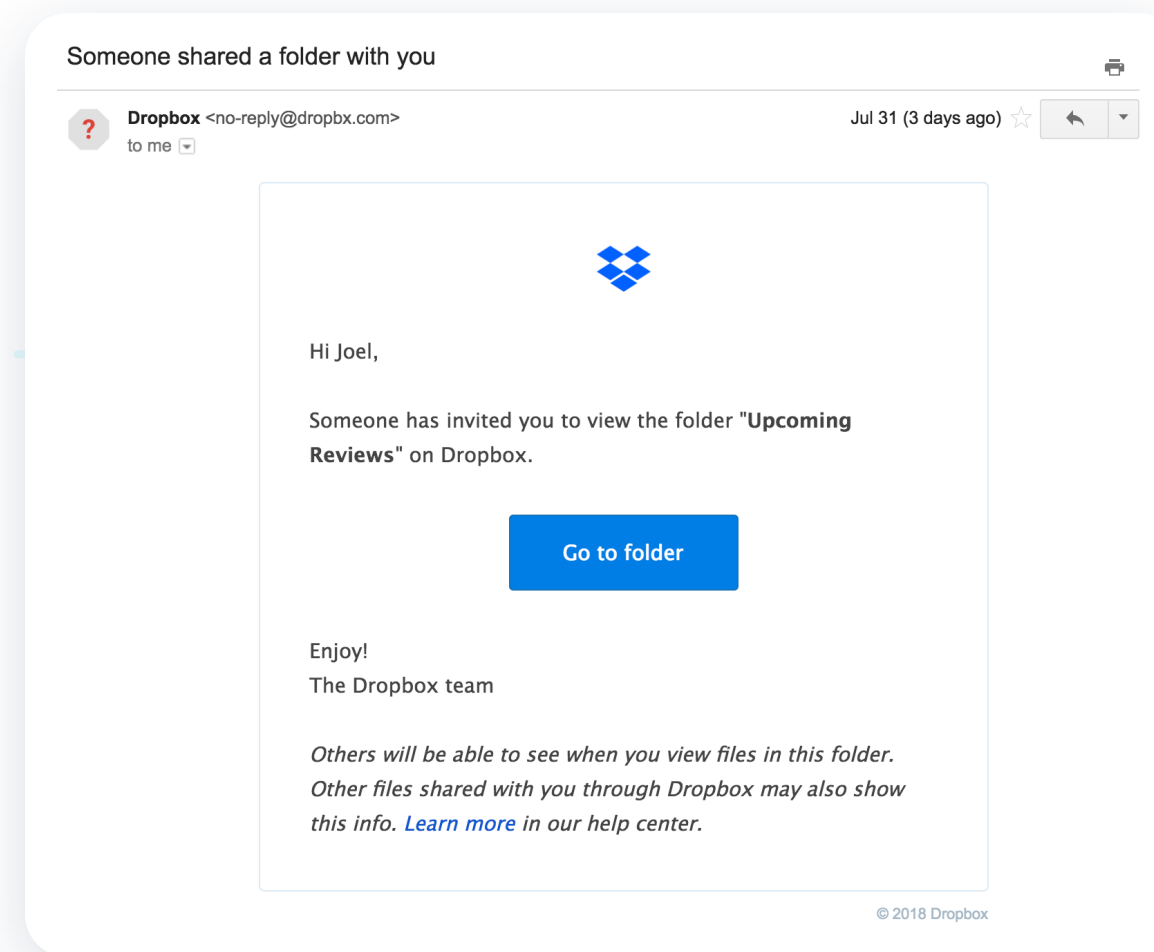 Someone shared a folder with you
?
Dropbox <no-reply@dropbx.com>
Jul 31 (3 days ago)
to me
Hi Joel,
Someone has invited you to view the folder "Upcoming
Reviews" on Dropbox.
Go to folder
Enjoy!
The Dropbox team
Others will be able to see when you view files in this folder.
Other files shared with you through Dropbox may also show
this info. Learn more in our help center.
© 2018 Dropbox